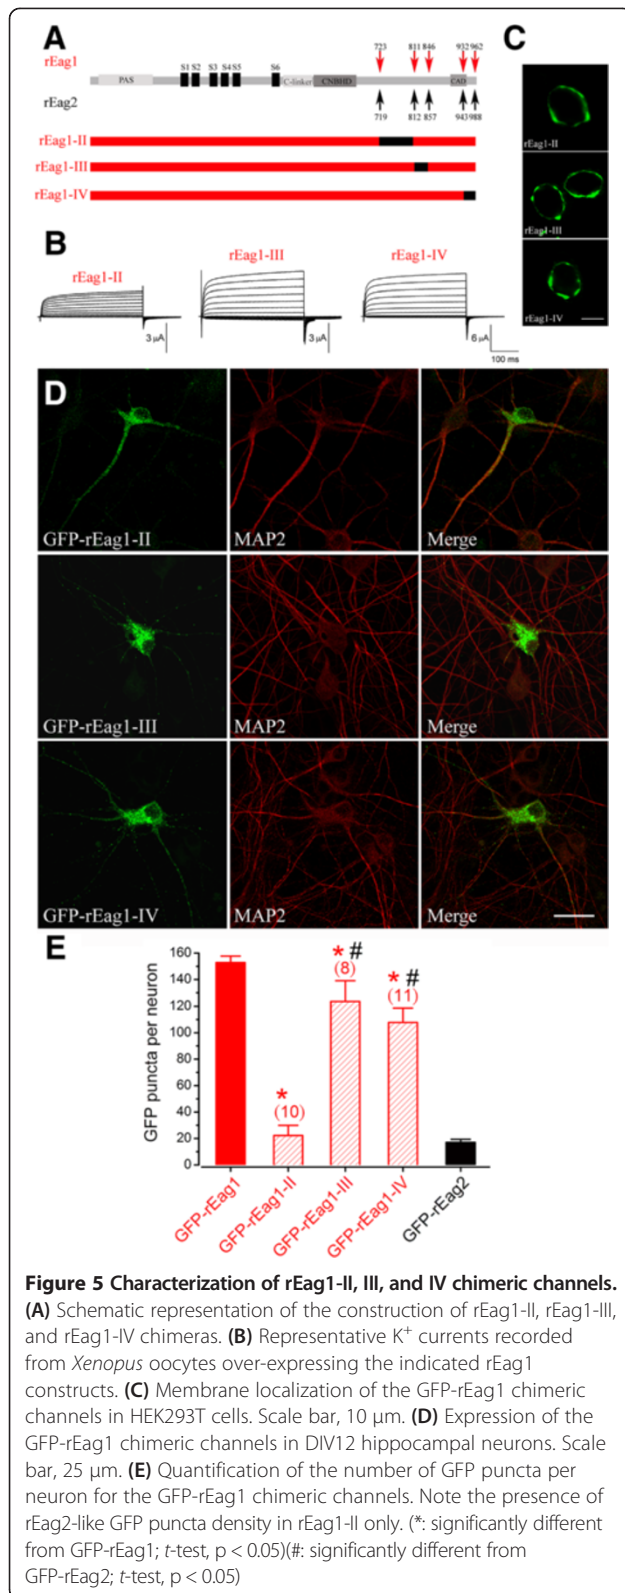 A
rEag1
723 811 846 932 962
S1 S2 S3 S4 S5 S6
PAS C-linker CNBHD CAD
rEag2
719 812 857 943 988
rEag1-II
rEag1-III
rEag1-IV
C
rEag1-II
rEag1-III
rEag1-IV
B
rEag1-II rEag1-III rEag1-IV
3 µA 3 µA 6 µA
100 ms
D
GFP-rEag1-II MAP2 Merge
GFP-rEag1-III MAP2 Merge
GFP-rEag1-IV MAP2 Merge
E
GFP puncta per neuron
160
140
120
100
80
60
40
20
0
*
(10)
* #
(8)
* #
(11)
GFP-rEag1
GFP-rEag1-II
GFP-rEag1-III
GFP-rEag1-IV
GFP-rEag2
Figure 5 Characterization of rEag1-II, III, and IV chimeric channels.
(A) Schematic representation of the construction of rEag1-II, rEag1-III,
and rEag1-IV chimeras. (B) Representative K⁺ currents recorded
from Xenopus oocytes over-expressing the indicated rEag1
constructs. (C) Membrane localization of the GFP-rEag1 chimeric
channels in HEK293T cells. Scale bar, 10 µm. (D) Expression of the
GFP-rEag1 chimeric channels in DIV12 hippocampal neurons. Scale
bar, 25 µm. (E) Quantification of the number of GFP puncta per
neuron for the GFP-rEag1 chimeric channels. Note the presence of
rEag2-like GFP puncta density in rEag1-II only. (*: significantly different
from GFP-rEag1; t-test, p < 0.05)(#: significantly different from
GFP-rEag2; t-test, p < 0.05)